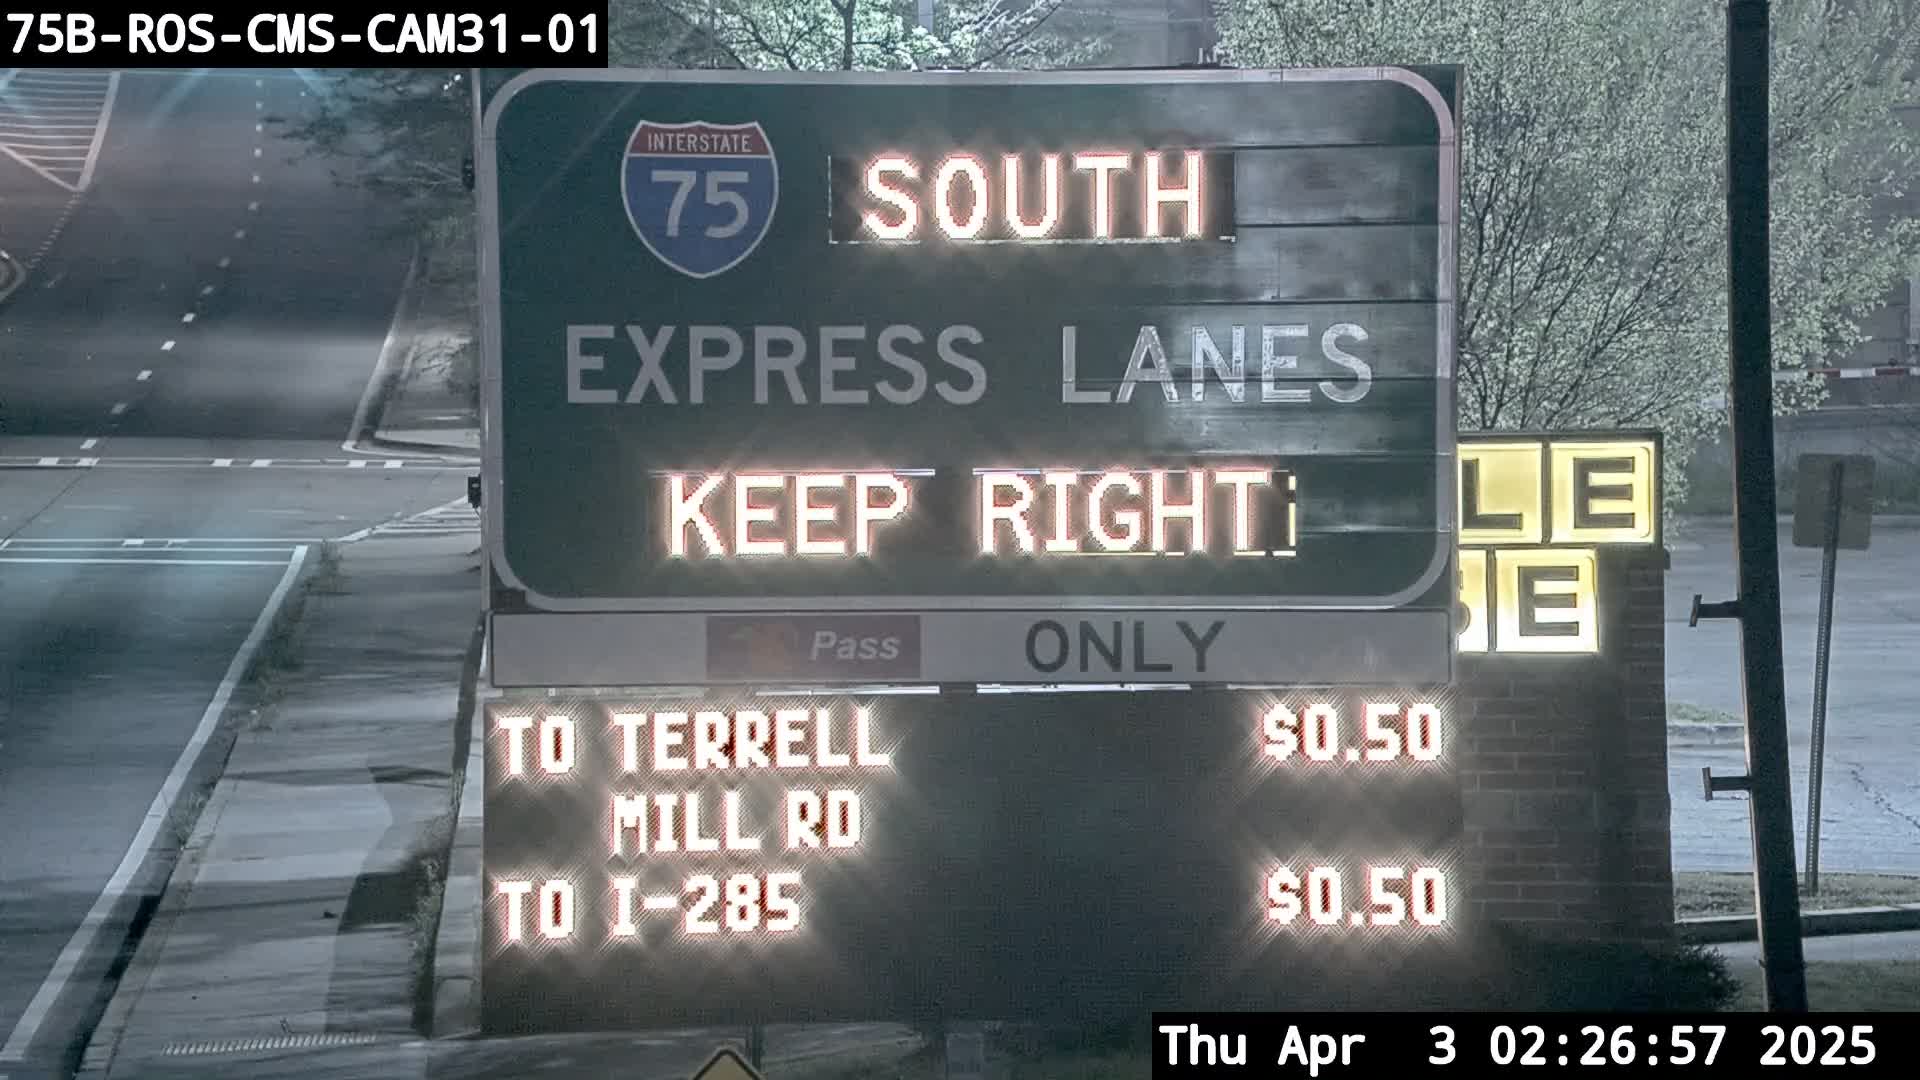 75B-ROS-CMS-CAM31-01
INTERSTATE
75
SOUTH
EXPRESS LANES
KEEP RIGHT
LE
E
Pass ONLY
TO TERRELL $0.50
MILL RD
TO I-285 $0.50
Thu Apr 3 02:26:57 2025